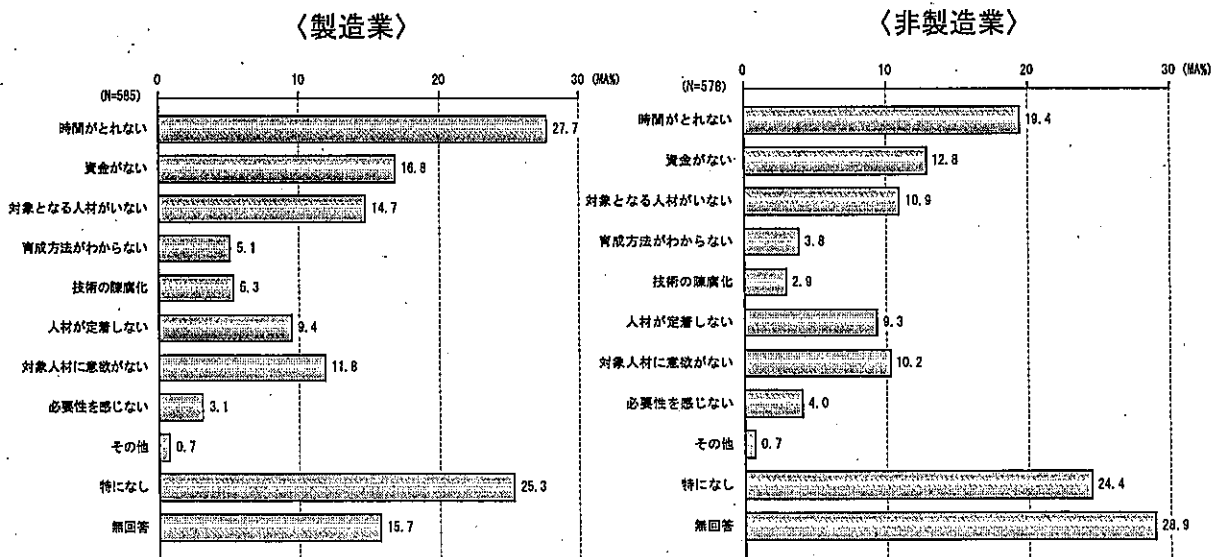 〈製造業〉
0 10 20 30 (MA%)
(N=585)
時間がとれない 27.7
資金がない 16.8
対象となる人材がいない 14.7
育成方法がわからない 5.1
技術の陳腐化 5.3
人材が定着しない 9.4
対象人材に意欲がない 11.8
必要性を感じない 3.1
その他 0.7
特になし 25.3
無回答 15.7
〈非製造業〉
0 10 20 30 (MA%)
(N=578)
時間がとれない 19.4
資金がない 12.8
対象となる人材がいない 10.9
育成方法がわからない 3.8
技術の陳腐化 2.9
人材が定着しない 9.3
対象人材に意欲がない 10.2
必要性を感じない 4.0
その他 0.7
特になし 24.4
無回答 28.9